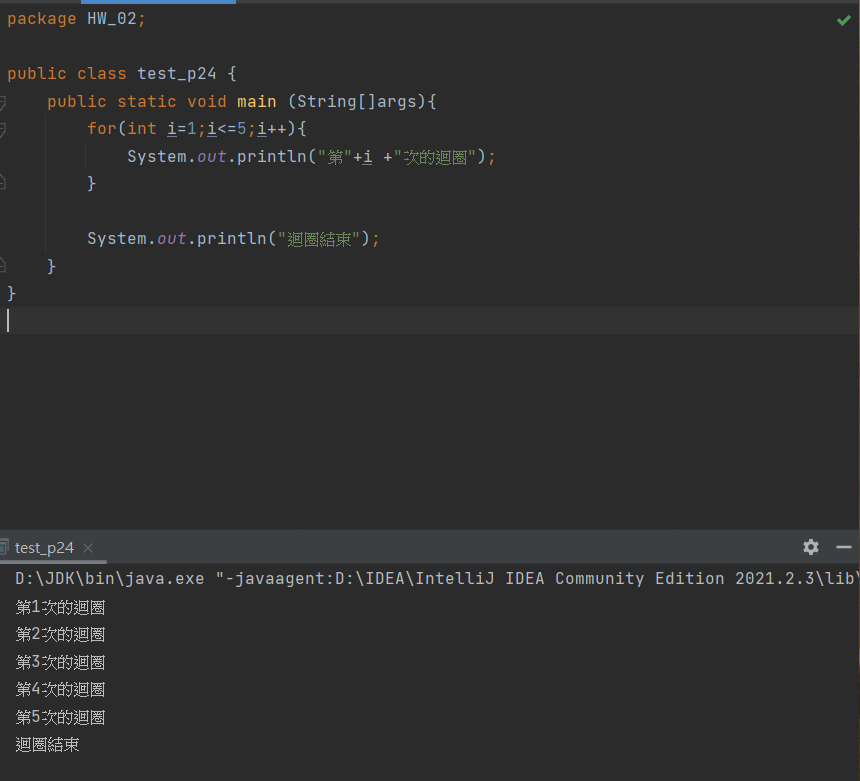 package HW_02;
public class test_p24 {
public static void main (String[]args){
for(int i=1;i<=5;i++){
System.out.println("第"+i +"次的迴圈");
}
System.out.println("迴圈結束");
}
}
test_p24
D:\JDK\bin\java.exe "-javaagent:D:\IDEA\IntelliJ IDEA Community Edition 2021.2.3\lib\
第1次的迴圈
第2次的迴圈
第3次的迴圈
第4次的迴圈
第5次的迴圈
迴圈結束